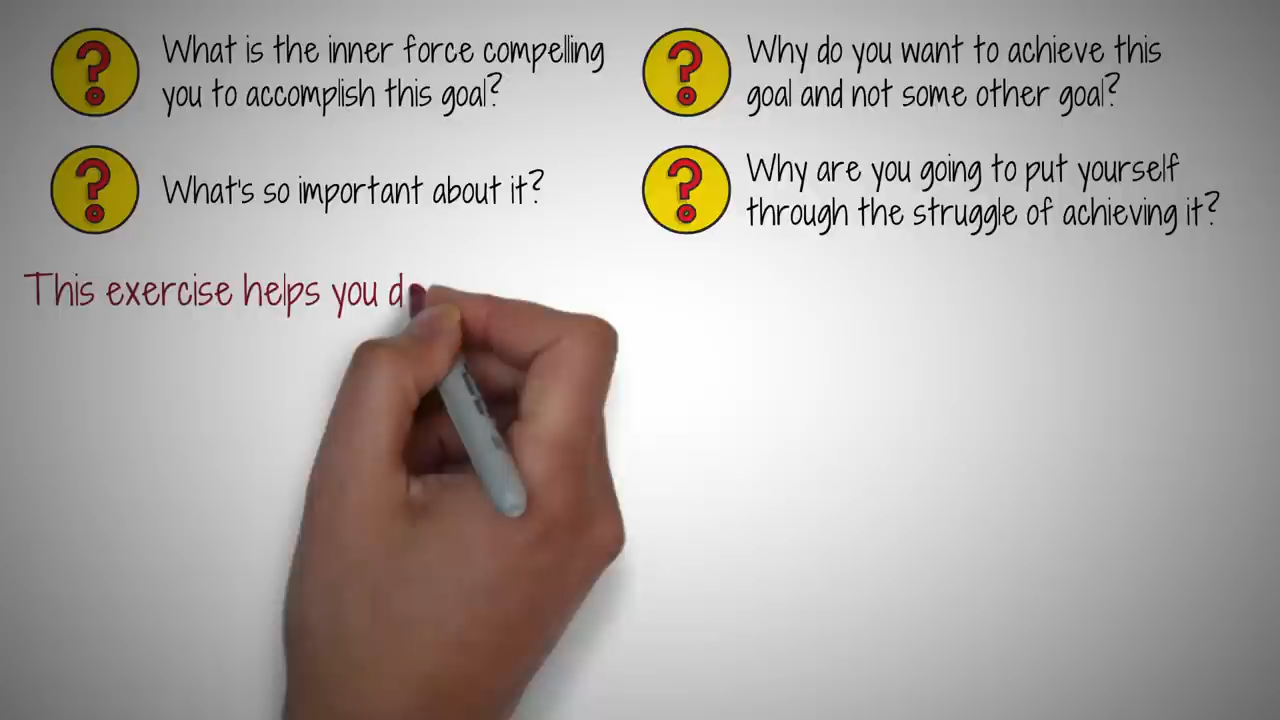 What is the inner force compelling
you to accomplish this goal?
Why do you want to achieve this
goal and not some other goal?
What's so important about it?
Why are you going to put yourself
through the struggle of achieving it?
This exercise helps you d